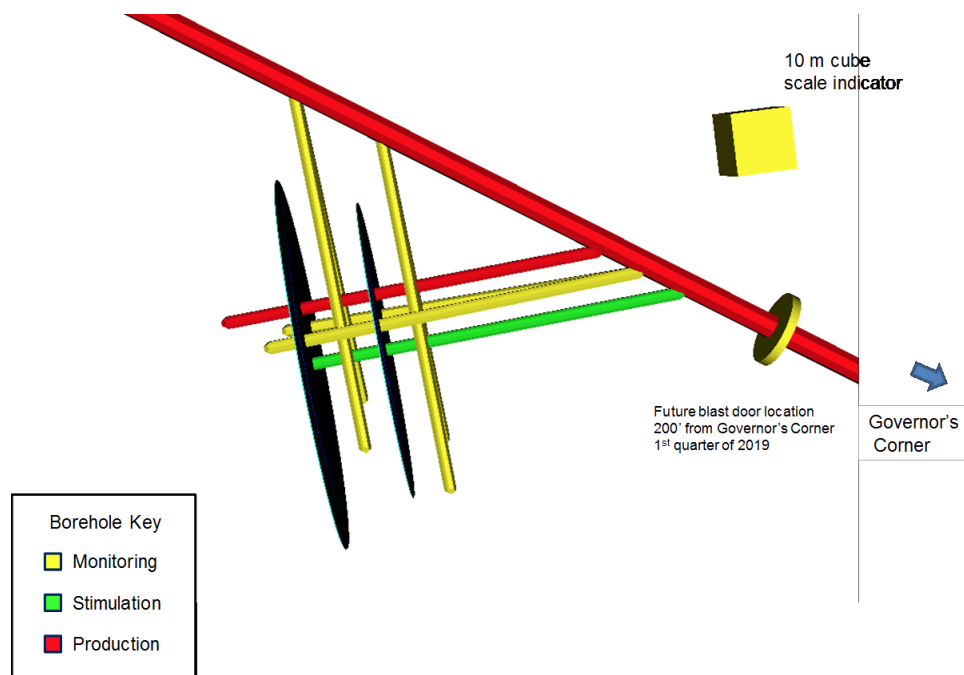 10 m cube
scale indicator
Future blast door location
200' from Governor's Corner
1st quarter of 2019
Governor's
Corner
Borehole Key
Monitoring
Stimulation
Production